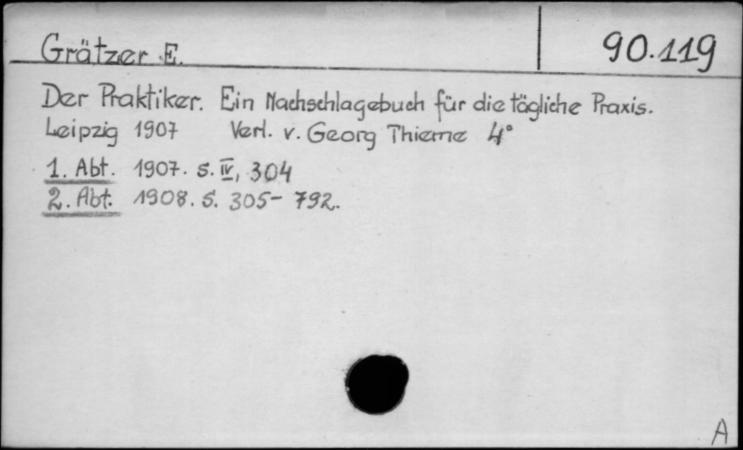 Grätzer E. 90.119
Der Praktiker. Ein Nachschlagebuch für die tägliche Praxis.
Leipzig 1907 Verl. v. Georg Thieme 4°
1. Abt. 1907. S. IV, 304
2. Abt. 1908. S. 305-792.
A